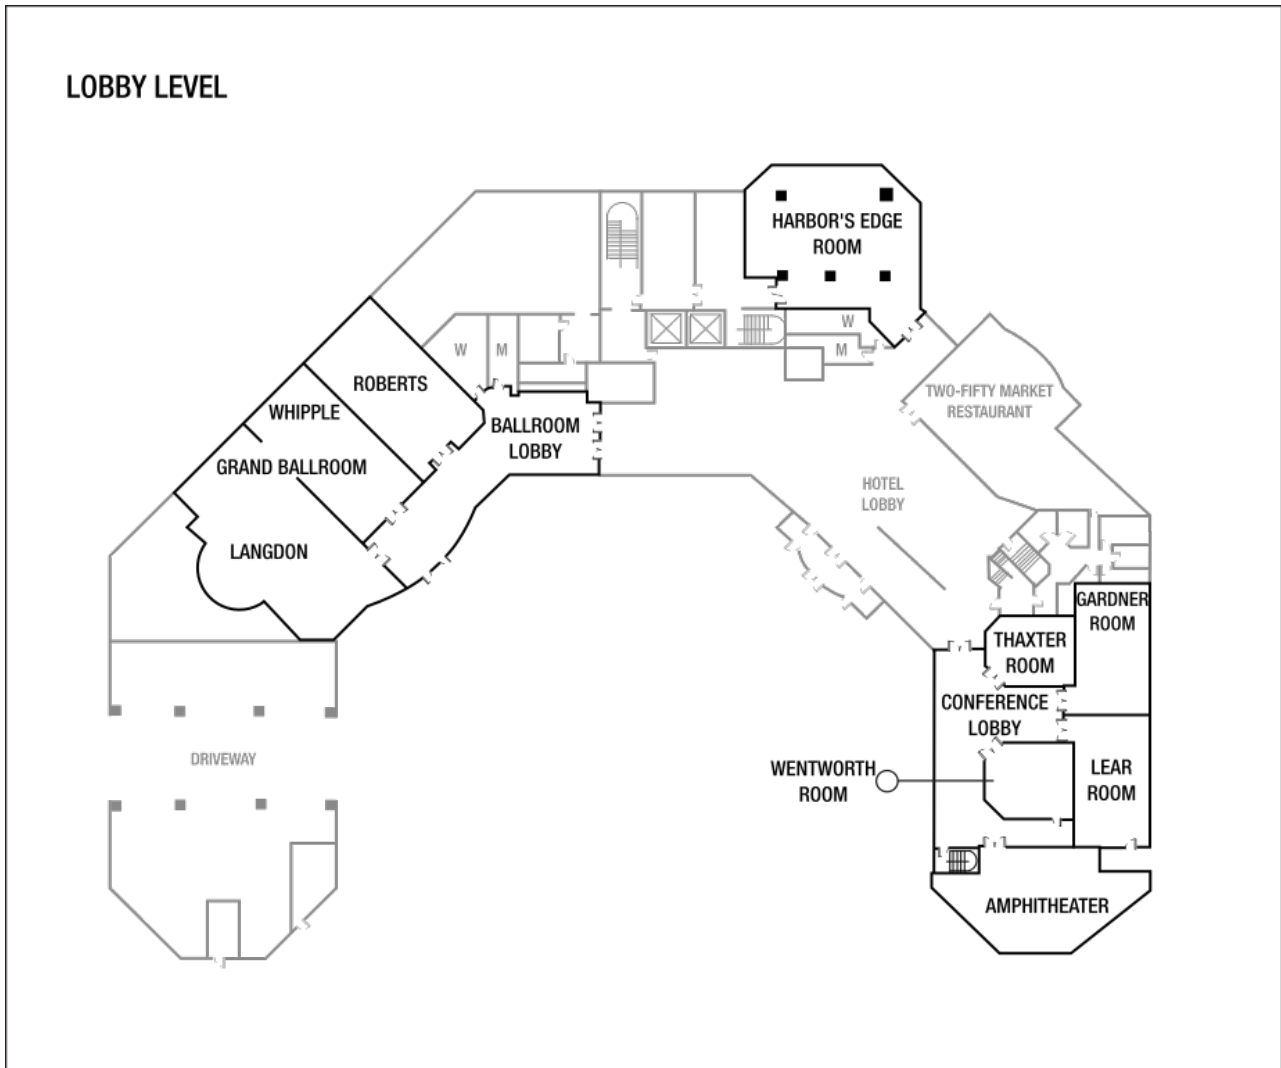 LOBBY LEVEL
HARBOR'S EDGE
ROOM
W
M
W
M
ROBERTS
WHIPPLE
GRAND BALLROOM
LANGDON
BALLROOM
LOBBY
TWO-FIFTY MARKET
RESTAURANT
HOTEL
LOBBY
GARDNER
ROOM
THAXTER
ROOM
CONFERENCE
LOBBY
WENTWORTH
ROOM
LEAR
ROOM
DRIVEWAY
AMPHITHEATER